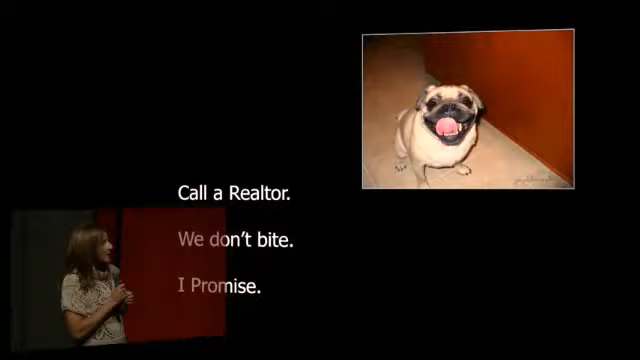 Call a Realtor.
We don't bite.
I Promise.